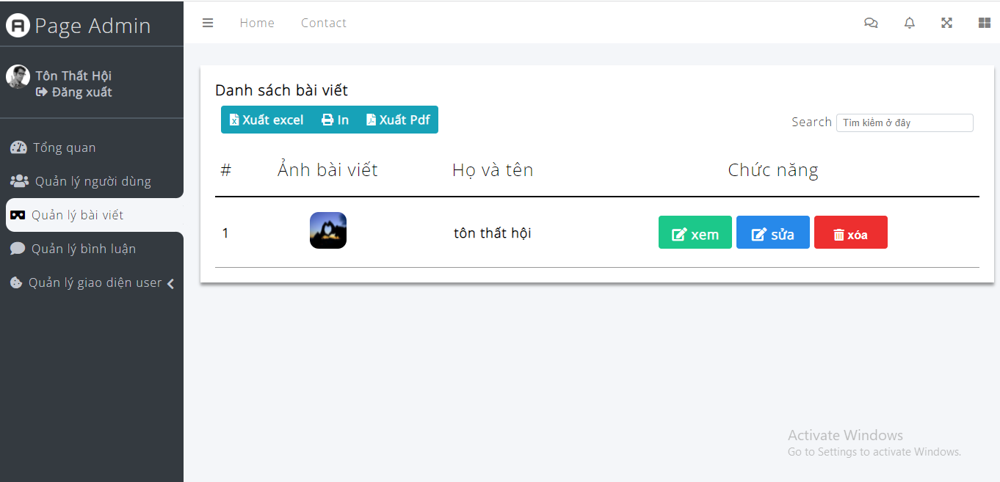 Page Admin
Home Contact
Tôn Thất Hội
Đăng xuất
Tổng quan
Quản lý người dùng
Quản lý bài viết
Quản lý bình luận
Quản lý giao diện user
Danh sách bài viết
Xuất excel In Xuất Pdf
Search Tìm kiếm ở đây
# Ảnh bài viết Họ và tên Chức năng
1 tôn thất hội xem sửa xóa
Activate Windows
Go to Settings to activate Windows.